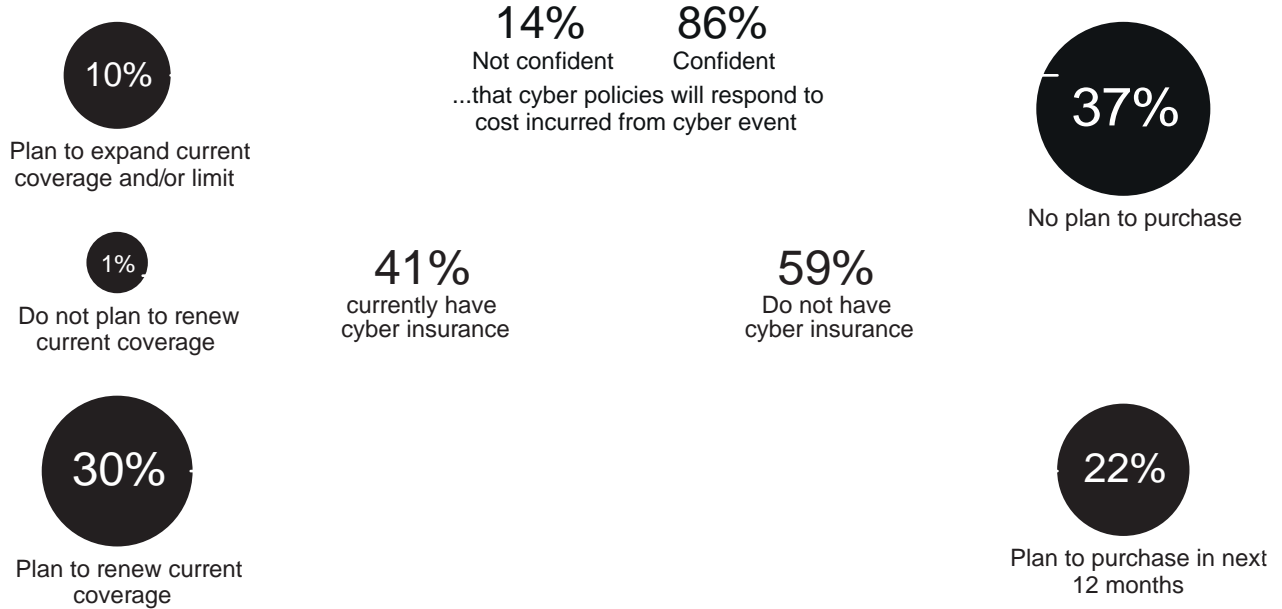 10%
Plan to expand current
coverage and/or limit
1%
Do not plan to renew
current coverage
30%
Plan to renew current
coverage
14%
Not confident
86%
Confident
...that cyber policies will respond to
cost incurred from cyber event
41%
currently have
cyber insurance
59%
Do not have
cyber insurance
37%
No plan to purchase
22%
Plan to purchase in next
12 months